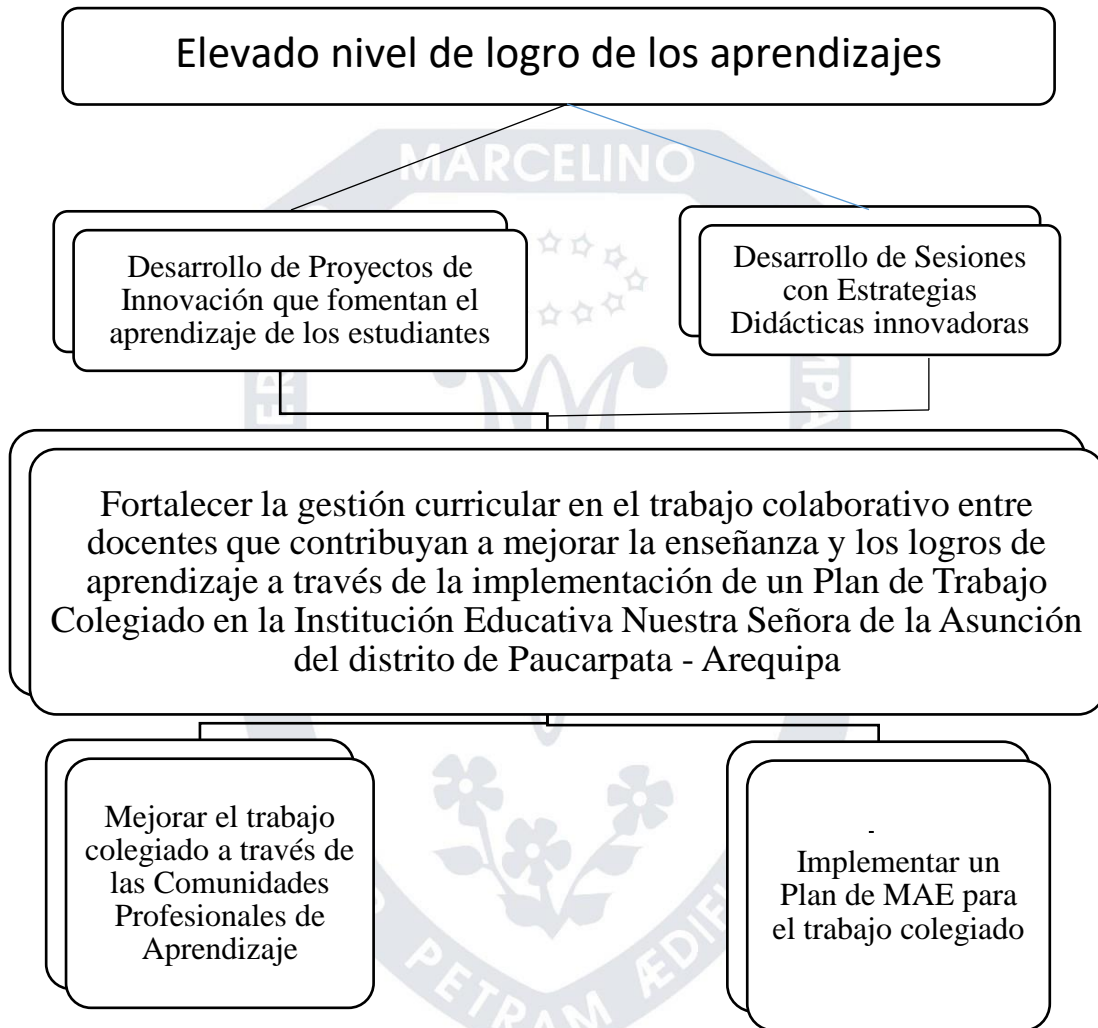 Elevado nivel de logro de los aprendizajes
MARCELINO
Desarrollo de Proyectos de
Innovación que fomentan el
aprendizaje de los estudiantes
Desarrollo de Sesiones
con Estrategias
Didácticas innovadoras
Fortalecer la gestión curricular en el trabajo colaborativo entre
docentes que contribuyan a mejorar la enseñanza y los logros de
aprendizaje a través de la implementación de un Plan de Trabajo
Colegiado en la Institución Educativa Nuestra Señora de la Asunción
del distrito de Paucarpata - Arequipa
Mejorar el trabajo
colegiado a través de
las Comunidades
Profesionales de
Aprendizaje
-
Implementar un
Plan de MAE para
el trabajo colegiado
PETRAM